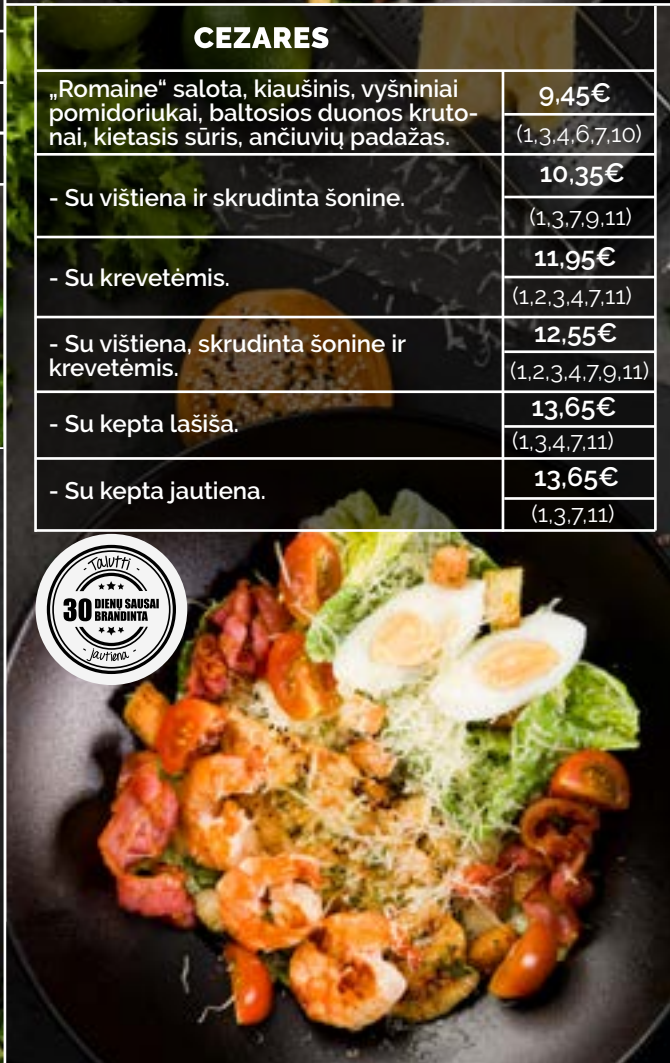 CEZARES
„Romaine“ salota, kiaušinis, vyšniniai
pomidoriukai, baltosios duonos kruto-
nai, kietasis sūris, ančiuvių padažas.
9,45€
(1,3,4,6,7,10)
- Su vištiena ir skrudinta šonine.
10,35€
(1,3,7,9,11)
- Su krevetėmis.
11,95€
(1,2,3,4,7,11)
- Su vištiena, skrudinta šonine ir
krevetėmis.
12,55€
(1,2,3,4,7,9,11)
- Su kepta lašiša.
13,65€
(1,3,4,7,11)
- Su kepta jautiena.
13,65€
(1,3,7,11)
- Talutti -
30 DIENŲ SAUSAI
BRANDINTA
- jautiena -